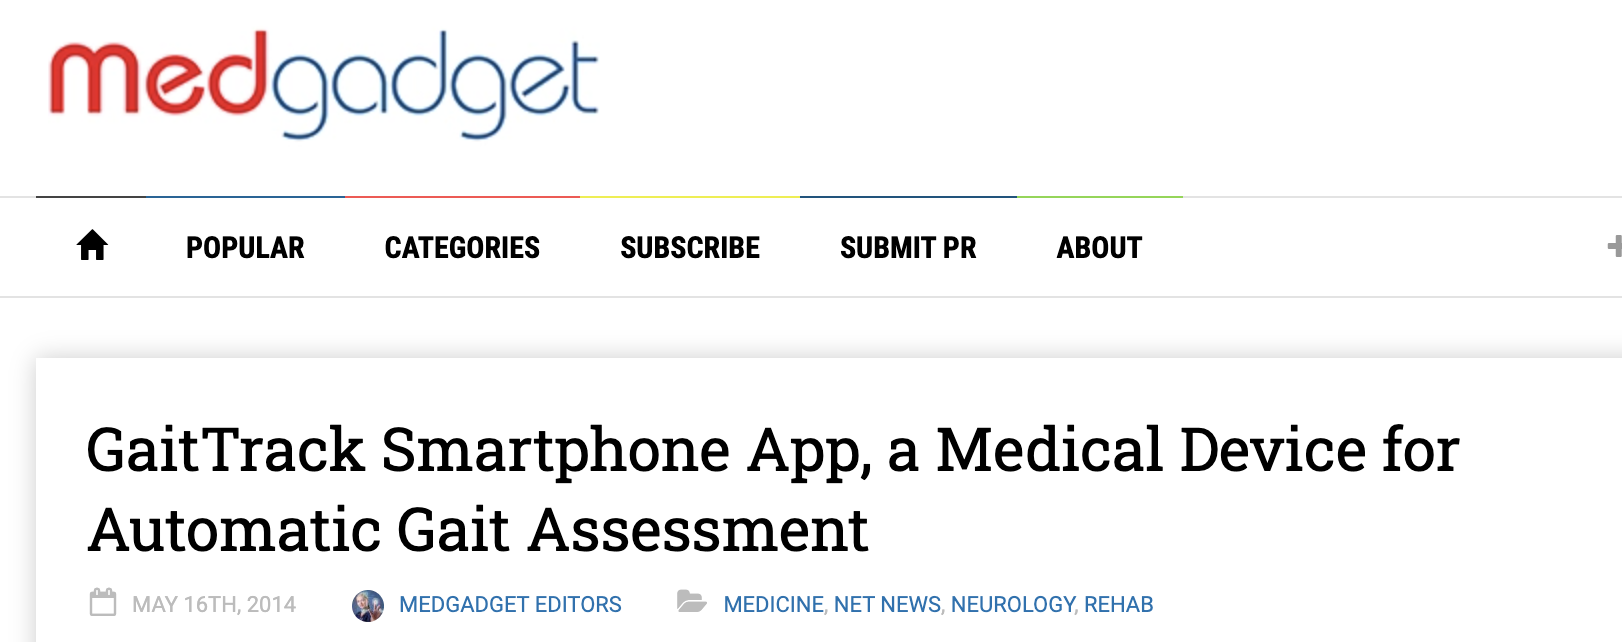 medgadget
POPULAR CATEGORIES SUBSCRIBE SUBMIT PR ABOUT
GaitTrack Smartphone App, a Medical Device for
Automatic Gait Assessment
MAY 16TH, 2014 MEDGADGET EDITORS MEDICINE, NET NEWS, NEUROLOGY, REHAB